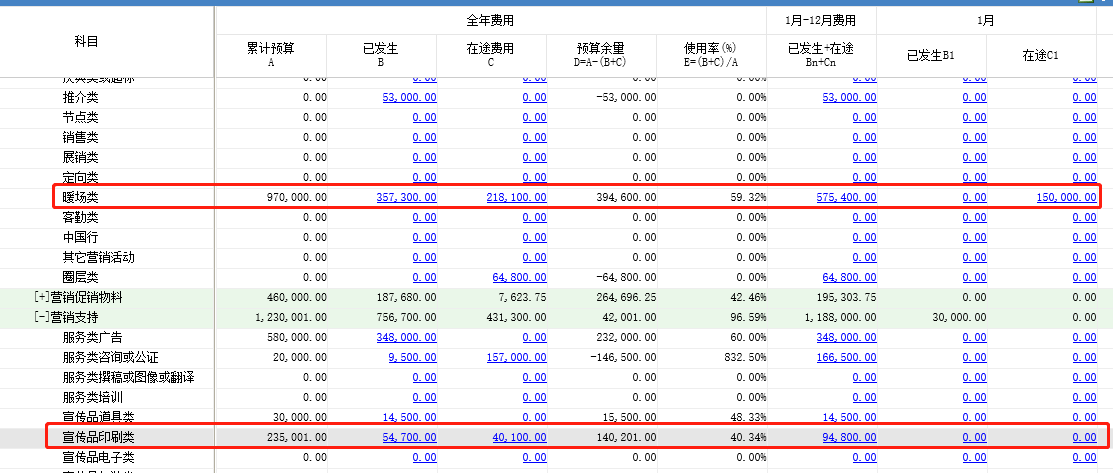 科目 全年费用 1月-12月费用 1月
累计预算 A 已发生 B 在途费用 C 预算余量 D=A-(B+C) 使用率(%) E=(B+C)/A 已发生+在途 Bn+Cn 已发生B1 在途C1
0.00 0.00 0.00 0.00 0.00% 0.00 0.00 0.00
推介类 0.00 53,000.00 0.00 -53,000.00 0.00% 53,000.00 0.00 0.00
节点类 0.00 0.00 0.00 0.00 0.00% 0.00 0.00 0.00
销售类 0.00 0.00 0.00 0.00 0.00% 0.00 0.00 0.00
展销类 0.00 0.00 0.00 0.00 0.00% 0.00 0.00 0.00
定向类 0.00 0.00 0.00 0.00 0.00% 0.00 0.00 0.00
暖场类 970,000.00 357,300.00 218,100.00 394,600.00 59.32% 575,400.00 0.00 150,000.00
客勤类 0.00 0.00 0.00 0.00 0.00% 0.00 0.00 0.00
中国行 0.00 0.00 0.00 0.00 0.00% 0.00 0.00 0.00
其它营销活动 0.00 0.00 0.00 0.00 0.00% 0.00 0.00 0.00
圈层类 0.00 0.00 64,800.00 -64,800.00 0.00% 64,800.00 0.00 0.00
[+]营销促销物料 460,000.00 187,680.00 7,623.75 264,696.25 42.46% 195,303.75 0.00 0.00
[-]营销支持 1,230,001.00 756,700.00 431,300.00 42,001.00 96.59% 1,188,000.00 30,000.00 0.00
服务类广告 580,000.00 348,000.00 0.00 232,000.00 60.00% 348,000.00 0.00 0.00
服务类咨询或公证 20,000.00 9,500.00 157,000.00 -146,500.00 832.50% 166,500.00 0.00 0.00
服务类撰稿或图像或翻译 0.00 0.00 0.00 0.00 0.00% 0.00 0.00 0.00
服务类培训 0.00 0.00 0.00 0.00 0.00% 0.00 0.00 0.00
宣传品道具类 30,000.00 14,500.00 0.00 15,500.00 48.33% 14,500.00 0.00 0.00
宣传品印刷类 235,001.00 54,700.00 40,100.00 140,201.00 40.34% 94,800.00 0.00 0.00
宣传品电子类 0.00 0.00 0.00 0.00 0.00% 0.00 0.00 0.00